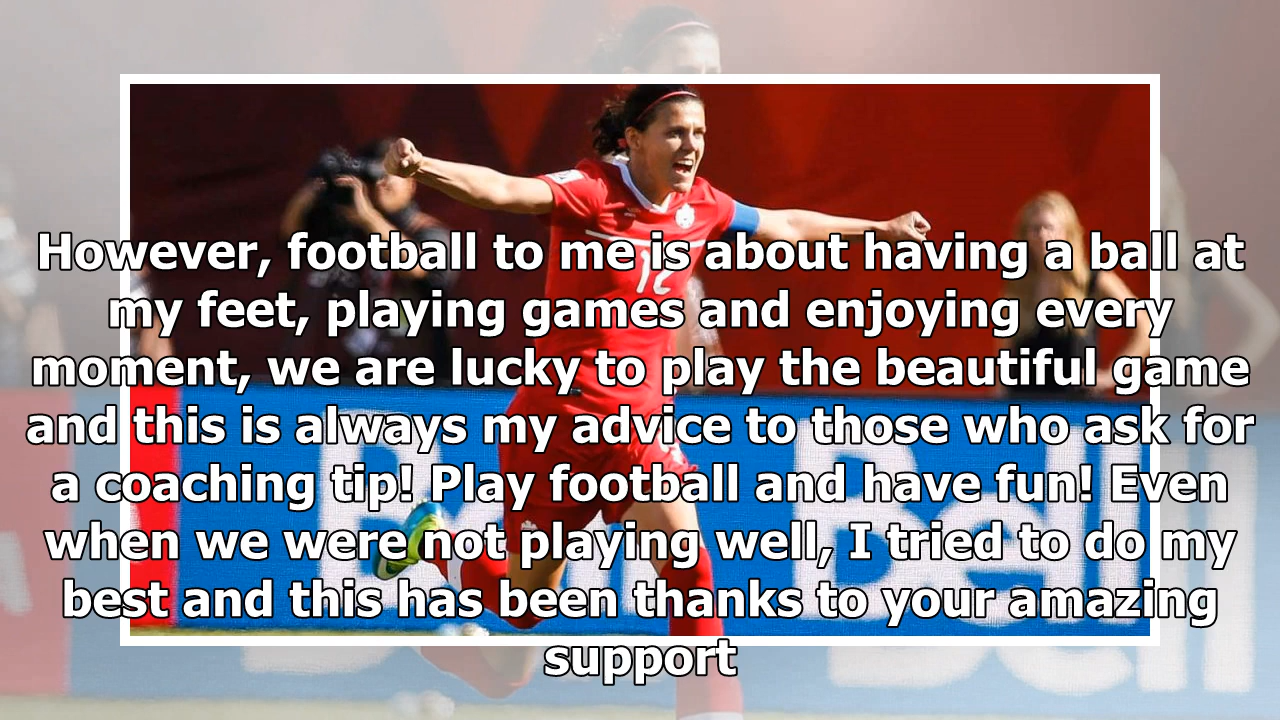 However, football to me is about having a ball at
my feet, playing games and enjoying every
moment, we are lucky to play the beautiful game
and this is always my advice to those who ask for
a coaching tip! Play football and have fun! Even
when we were not playing well, I tried to do my
best and this has been thanks to your amazing
support
12
Bell
Bell